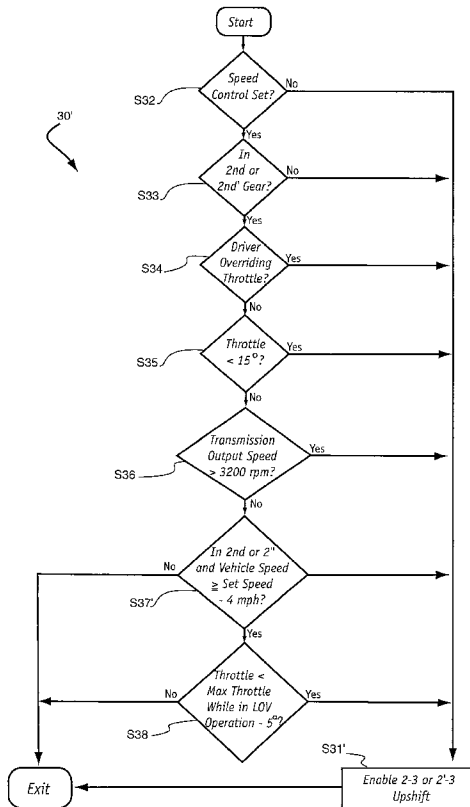 Start
Speed
Control Set?
No
S32
Yes
30'
In
2nd or
2nd' Gear?
No
S33
Yes
Driver
Overriding
Throttle?
Yes
S34
No
Throttle
< 15°?
Yes
S35
No
Transmission
Output Speed
> 3200 rpm?
Yes
S36
No
In 2nd or 2"
and Vehicle Speed
≥ Set Speed
- 4 mph?
No
S37'
Yes
Throttle <
Max Throttle
While in LOV
Operation - 5°?
No
Yes
S38
S31'
Exit
Enable 2-3 or 2'-3
Upshift